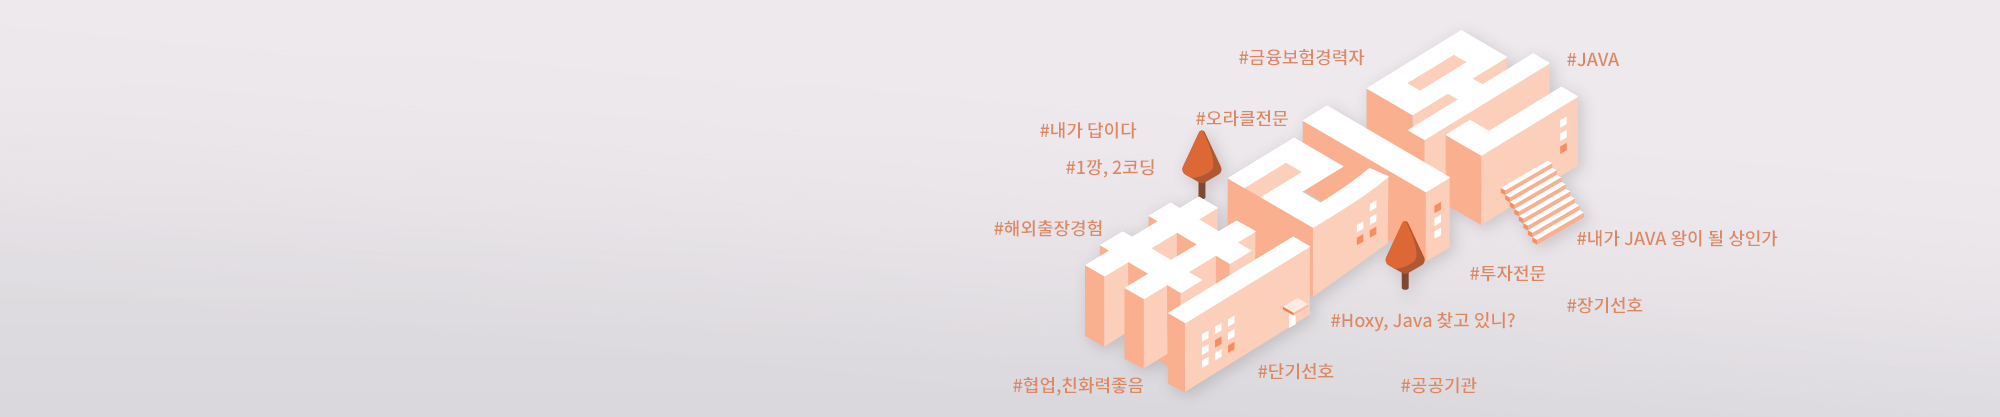 #금융보험경력자
#JAVA
#오라클전문
#내가 답이다
#1깡, 2코딩
#해외출장경험
#내가 JAVA 왕이 될 상인가
#투자전문
#장기선호
#Hoxy, Java 찾고 있니?
#단기선호
#협업,친화력좋음
#공공기관